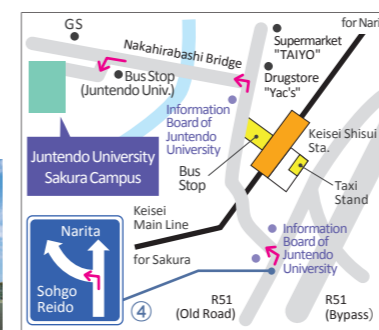 GS
Nakahirabashi Bridge
Supermarket
"TAIYO"
for Nari
Bus Stop
(Juntendo Univ.)
Drugstore
"Yac's"
Information
Board of
Juntendo
University
Keisei Shisui
Sta.
Juntendo University
Sakura Campus
Bus
Stop
Taxi
Stand
Keisei
Main Line
for Sakura
Information
Board of
Juntendo
University
Narita
Sohgo
Reido
④
R51
(Old Road)
R51
(Bypass)